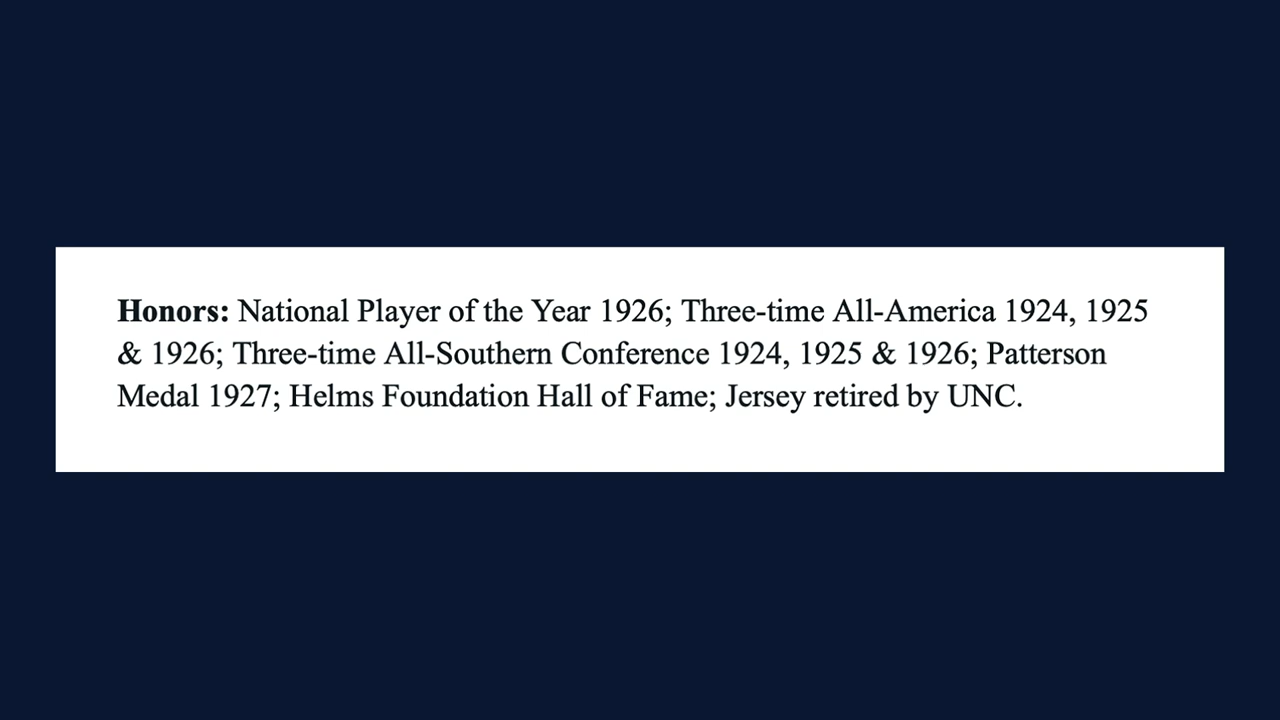 Honors: National Player of the Year 1926; Three-time All-America 1924, 1925
& 1926; Three-time All-Southern Conference 1924, 1925 & 1926; Patterson
Medal 1927; Helms Foundation Hall of Fame; Jersey retired by UNC.